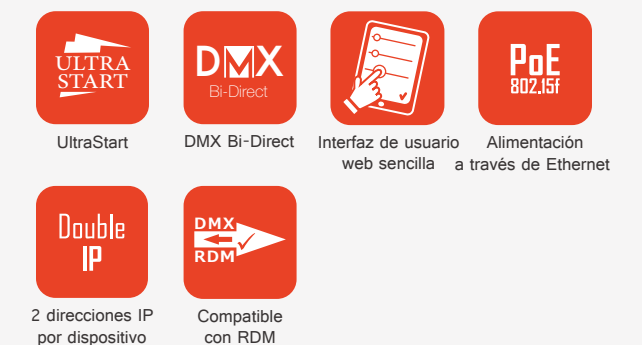 ULTRA
START
UltraStart
DMX
Bi-Direct
DMX Bi-Direct
Interfaz de usuario
web sencilla
PoE
802.15f
Alimentación
a través de Ethernet
Double
IP
2 direcciones IP
por dispositivo
DMX
RDM
Compatible
con RDM